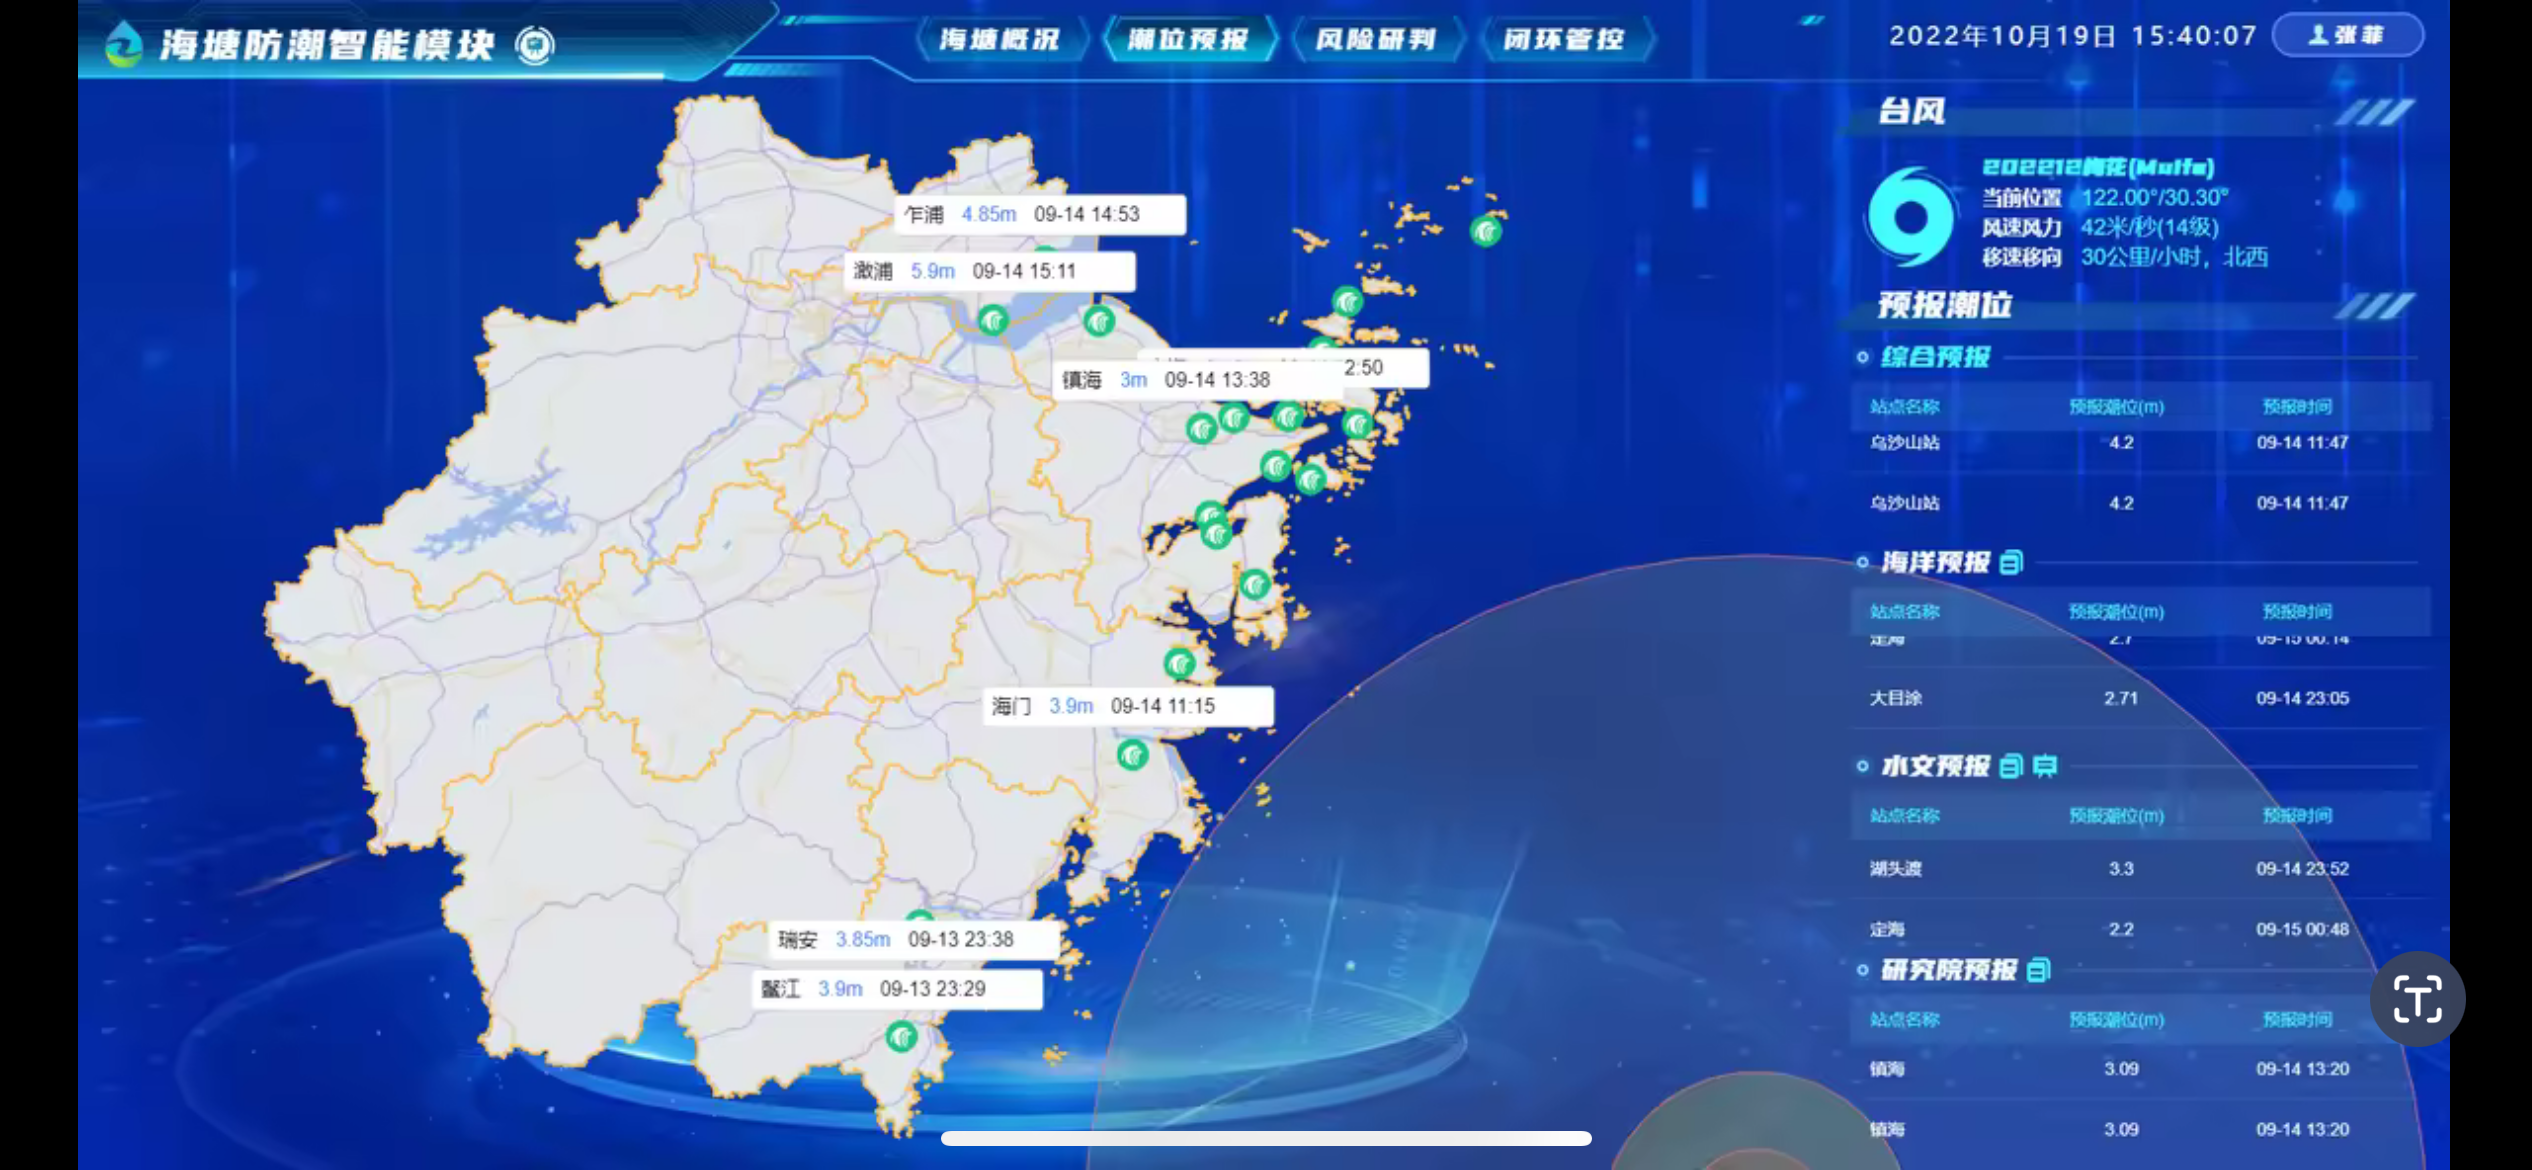 海塘防潮智能模块
海塘概况
潮位预报
风险研判
闭环管控
2022年10月19日 15:40:07
张菲
乍浦 4.85m 09-14 14:53
澉浦 5.9m 09-14 15:11
2:50
镇海 3m 09-14 13:38
海门 3.9m 09-14 11:15
瑞安 3.85m 09-13 23:38
鳌江 3.9m 09-13 23:29
台风
202212梅花(Muifa)
当前位置 122.00°/30.30°
风速风力 42米/秒(14级)
移速移向 30公里/小时，北西
预报潮位
综合预报
站点名称 预报潮位(m) 预报时间
乌沙山站 4.2 09-14 11:47
乌沙山站 4.2 09-14 11:47
海洋预报
站点名称 预报潮位(m) 预报时间
定海 2.7 09-15 00:14
大目涂 2.71 09-14 23:05
水文预报
站点名称 预报潮位(m) 预报时间
湖头渡 3.3 09-14 23:52
定海 2.2 09-15 00:48
研究院预报
站点名称 预报潮位(m) 预报时间
镇海 3.09 09-14 13:20
镇海 3.09 09-14 13:20